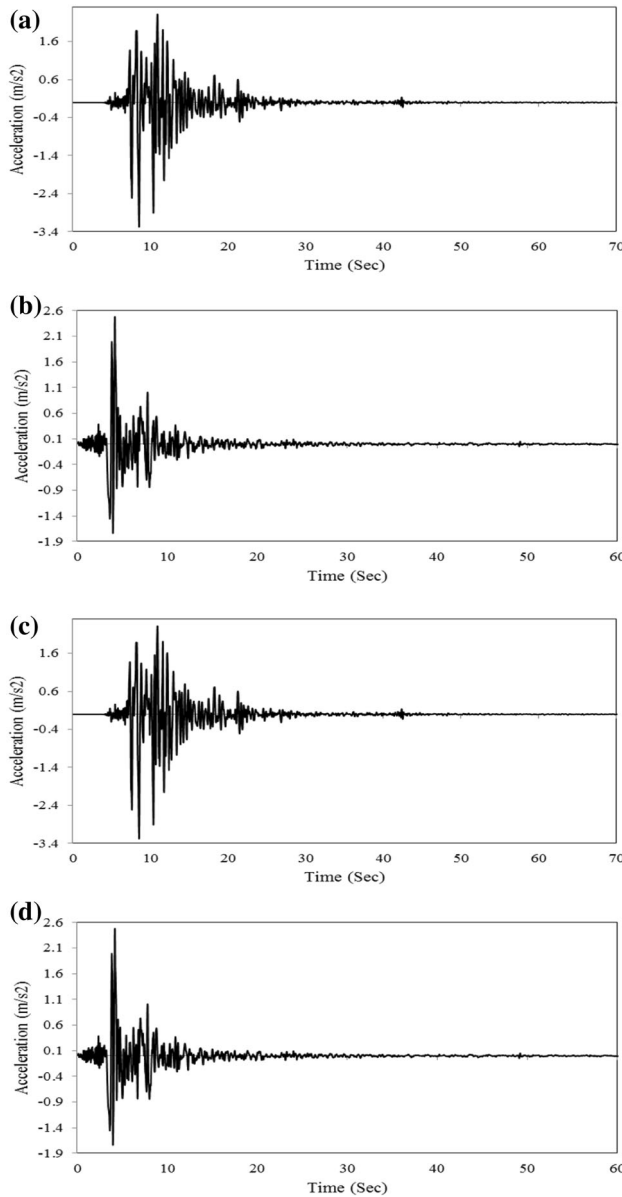 (a)
Acceleration (m/s2)
1.6
0.6
-0.4
-1.4
-2.4
-3.4
0 10 20 30 40 50 60 70
Time (Sec)
(b)
Acceleration (m/s2)
2.6
2.1
1.6
1.1
0.6
0.1
-0.4
-0.9
-1.4
-1.9
0 10 20 30 40 50 60
Time (Sec)
(c)
Acceleration (m/s2)
1.6
0.6
-0.4
-1.4
-2.4
-3.4
0 10 20 30 40 50 60 70
Time (Sec)
(d)
Acceleration (m/s2)
2.6
2.1
1.6
1.1
0.6
0.1
-0.4
-0.9
-1.4
-1.9
0 10 20 30 40 50 60
Time (Sec)